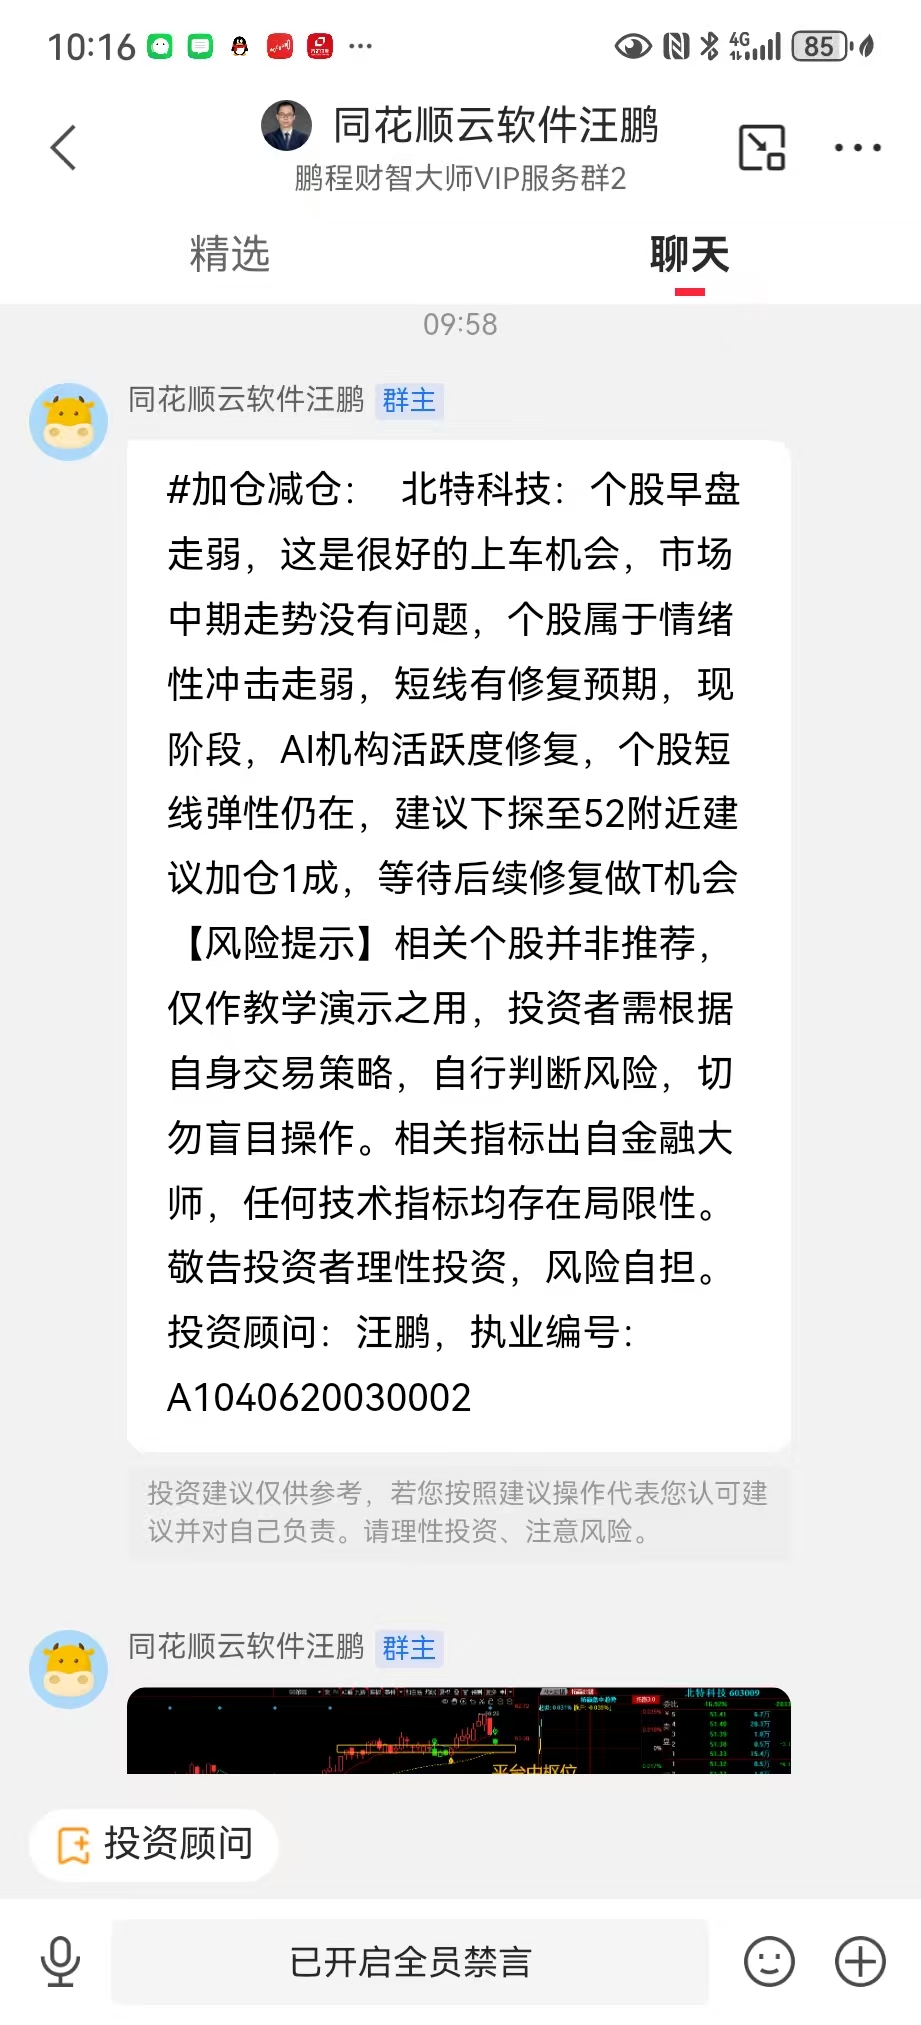 10:16
4G
85
同花顺云软件汪鹏
鹏程财智大师VIP服务群2
精选
聊天
09:58
同花顺云软件汪鹏 群主
#加仓减仓： 北特科技：个股早盘
走弱，这是很好的上车机会，市场
中期走势没有问题，个股属于情绪
性冲击走弱，短线有修复预期，现
阶段，AI机构活跃度修复，个股短
线弹性仍在，建议下探至52附近建
议加仓1成，等待后续修复做T机会
【风险提示】相关个股并非推荐，
仅作教学演示之用，投资者需根据
自身交易策略，自行判断风险，切
勿盲目操作。相关指标出自金融大
师，任何技术指标均存在局限性。
敬告投资者理性投资，风险自担。
投资顾问：汪鹏，执业编号：
A1040620030002
投资建议仅供参考，若您按照建议操作代表您认可建
议并对自己负责。请理性投资、注意风险。
同花顺云软件汪鹏 群主
北特科技 603009
平台中枢位
投资顾问
已开启全员禁言